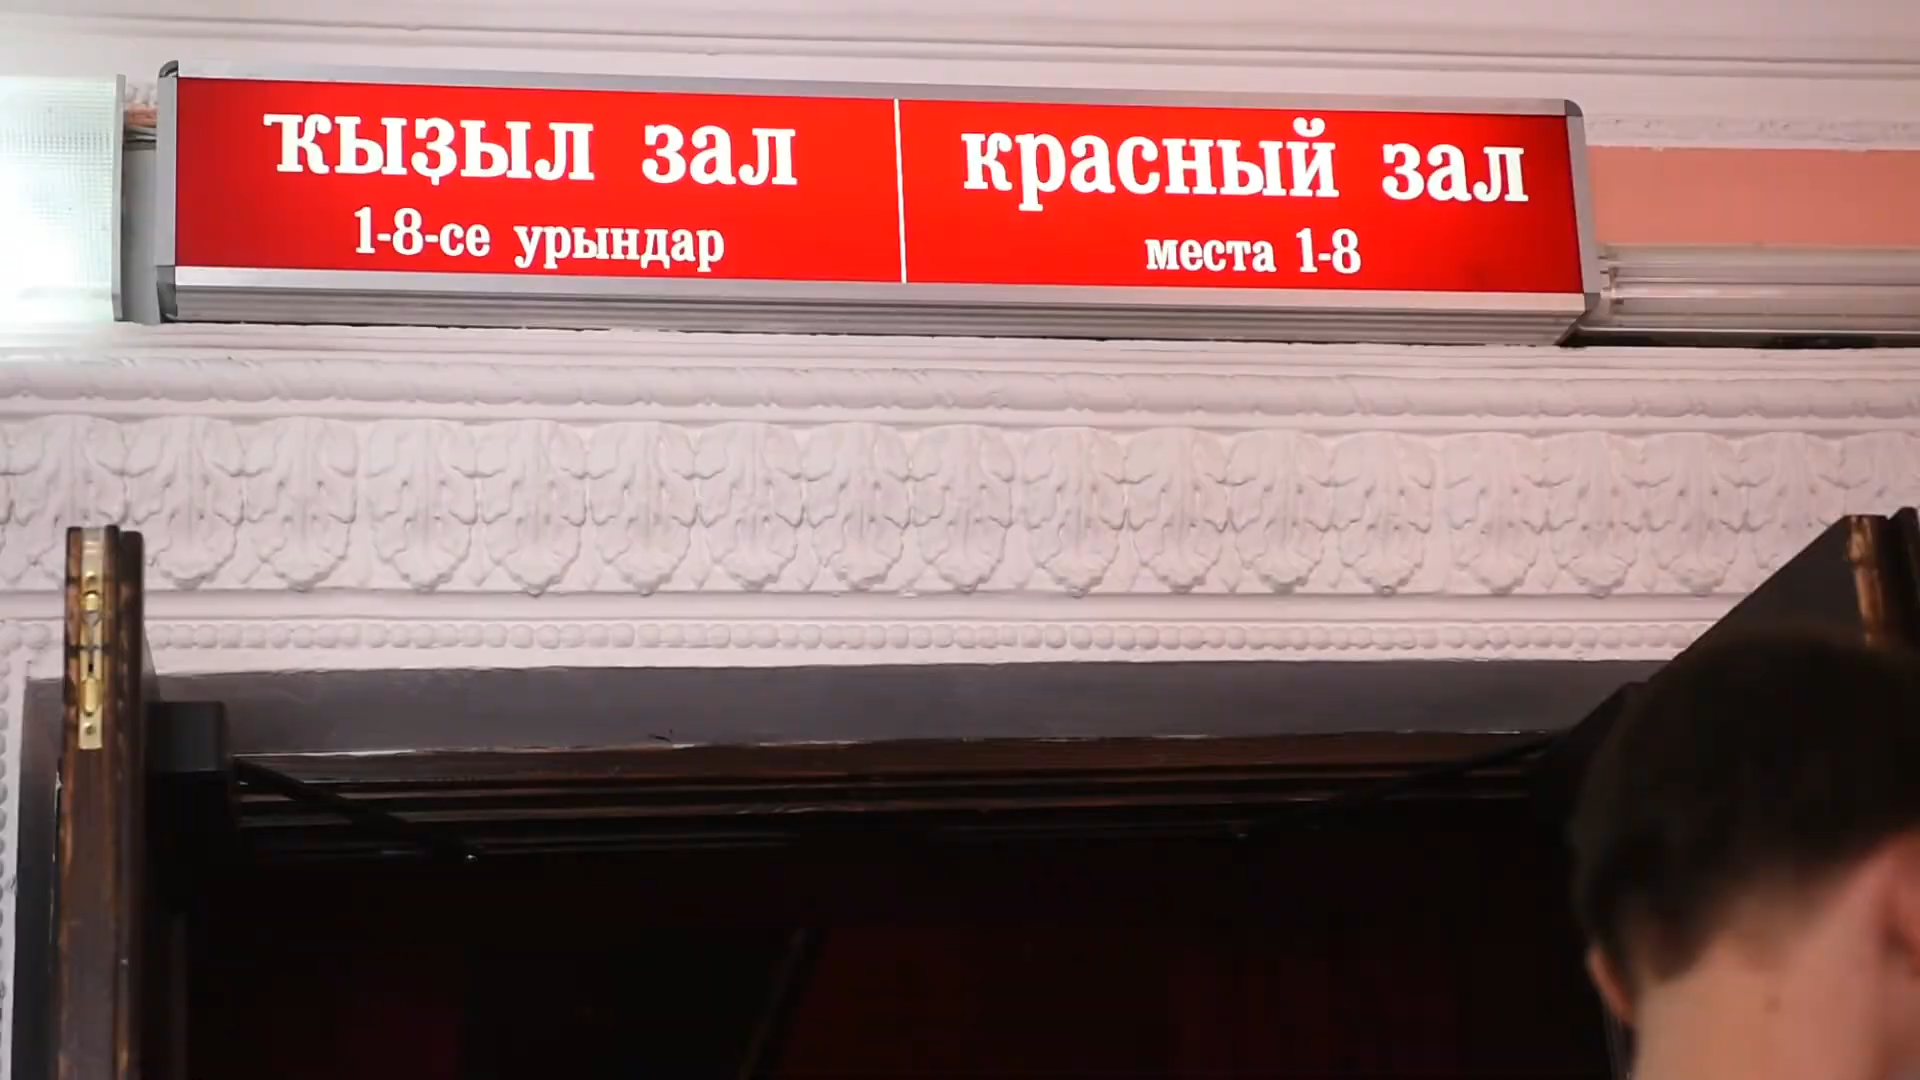 ҡыҙыл зал
1-8-се урындар
красный зал
места 1-8